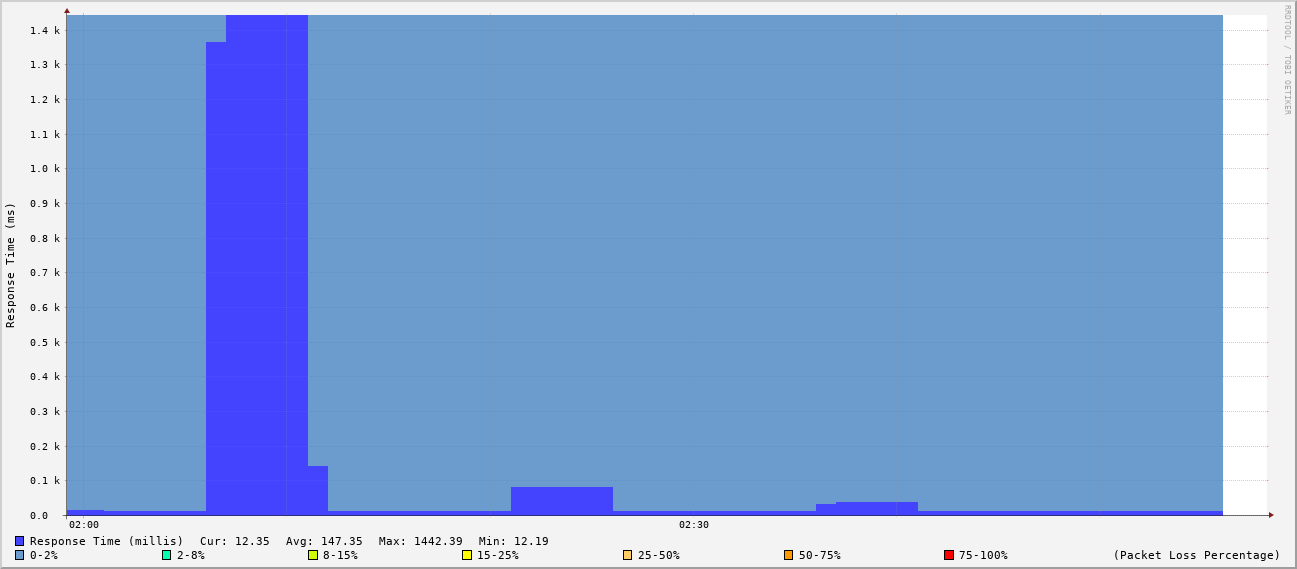 RRDTOOL / TOBI OETIKER
Response Time (ms)
1.4 k
1.3 k
1.2 k
1.1 k
1.0 k
0.9 k
0.8 k
0.7 k
0.6 k
0.5 k
0.4 k
0.3 k
0.2 k
0.1 k
0.0
02:00 02:30
Response Time (millis) Cur: 12.35 Avg: 147.35 Max: 1442.39 Min: 12.19
0-2% 2-8% 8-15% 15-25% 25-50% 50-75% 75-100% (Packet Loss Percentage)